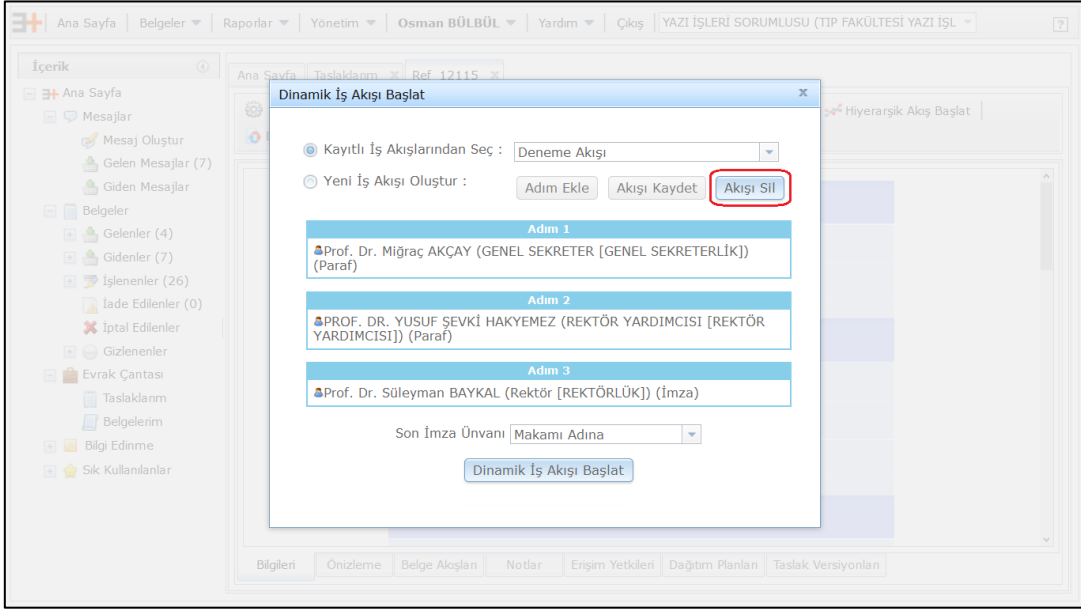 Ana Sayfa Belgeler Raporlar Yönetim Osman BÜLBÜL Yardım Çıkış YAZI İŞLERİ SORUMLUSU (TIP FAKÜLTESİ YAZI İŞL ?
İçerik
Ana Sayfa
Mesajlar
Mesaj Oluştur
Gelen Mesajlar (7)
Giden Mesajlar
Belgeler
Gelenler (4)
Gidenler (7)
İşlenenler (26)
İade Edilenler (0)
İptal Edilenler
Gizlenenler
Evrak Çantası
Taslaklarım
Belgelerim
Bilgi Edinme
Sık Kullanılanlar
Ana Sayfa Taslaklarım x Ref 12115 x
Hiyerarşik Akış Başlat
Dinamik İş Akışı Başlat x
Kayıtlı İş Akışlarından Seç : Deneme Akışı
Yeni İş Akışı Oluştur : Adım Ekle Akışı Kaydet Akışı Sil
Adım 1
Prof. Dr. Miğraç AKÇAY (GENEL SEKRETER [GENEL SEKRETERLİK])
(Paraf)
Adım 2
PROF. DR. YUSUF ŞEVKİ HAKYEMEZ (REKTÖR YARDIMCISI [REKTÖR
YARDIMCISI]) (Paraf)
Adım 3
Prof. Dr. Süleyman BAYKAL (Rektör [REKTÖRLÜK]) (İmza)
Son İmza Ünvanı Makamı Adına
Dinamik İş Akışı Başlat
Bilgileri Önizleme Belge Akışları Notlar Erişim Yetkileri Dağıtım Planları Taslak Versiyonları